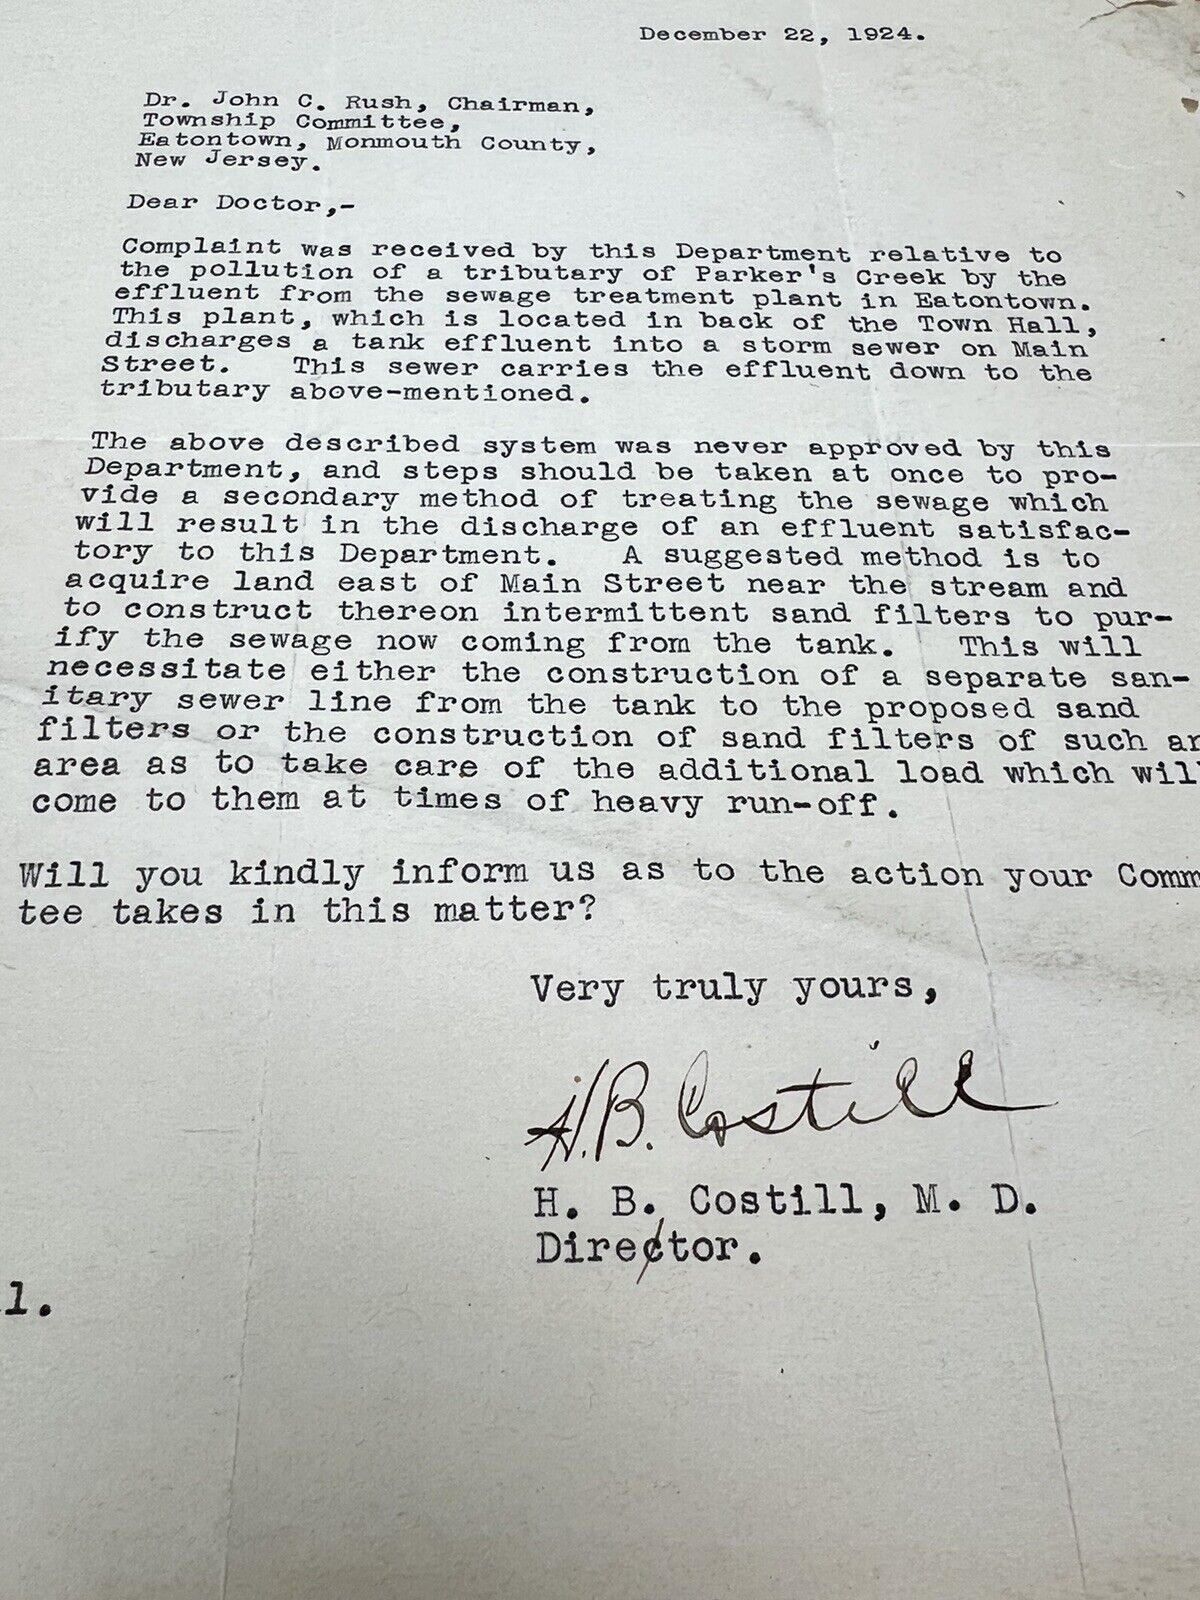 December 22, 1924.
Dr. John C. Rush, Chairman,
Township Committee,
Eatontown, Monmouth County,
New Jersey.
Dear Doctor,-
Complaint was received by this Department relative to
the pollution of a tributary of Parker's Creek by the
effluent from the sewage treatment plant in Eatontown.
This plant, which is located in back of the Town Hall,
discharges a tank effluent into a storm sewer on Main
Street. This sewer carries the effluent down to the
tributary above-mentioned.
The above described system was never approved by this
Department, and steps should be taken at once to pro-
vide a secondary method of treating the sewage which
will result in the discharge of an effluent satisfac-
tory to this Department. A suggested method is to
acquire land east of Main Street near the stream and
to construct thereon intermittent sand filters to pur-
ify the sewage now coming from the tank. This will
necessitate either the construction of a separate san-
itary sewer line from the tank to the proposed sand
filters or the construction of sand filters of such an
area as to take care of the additional load which will
come to them at times of heavy run-off.
Will you kindly inform us as to the action your Comm
tee takes in this matter?
Very truly yours,
H. B. Costill
H. B. Costill, M. D.
Director.
l.